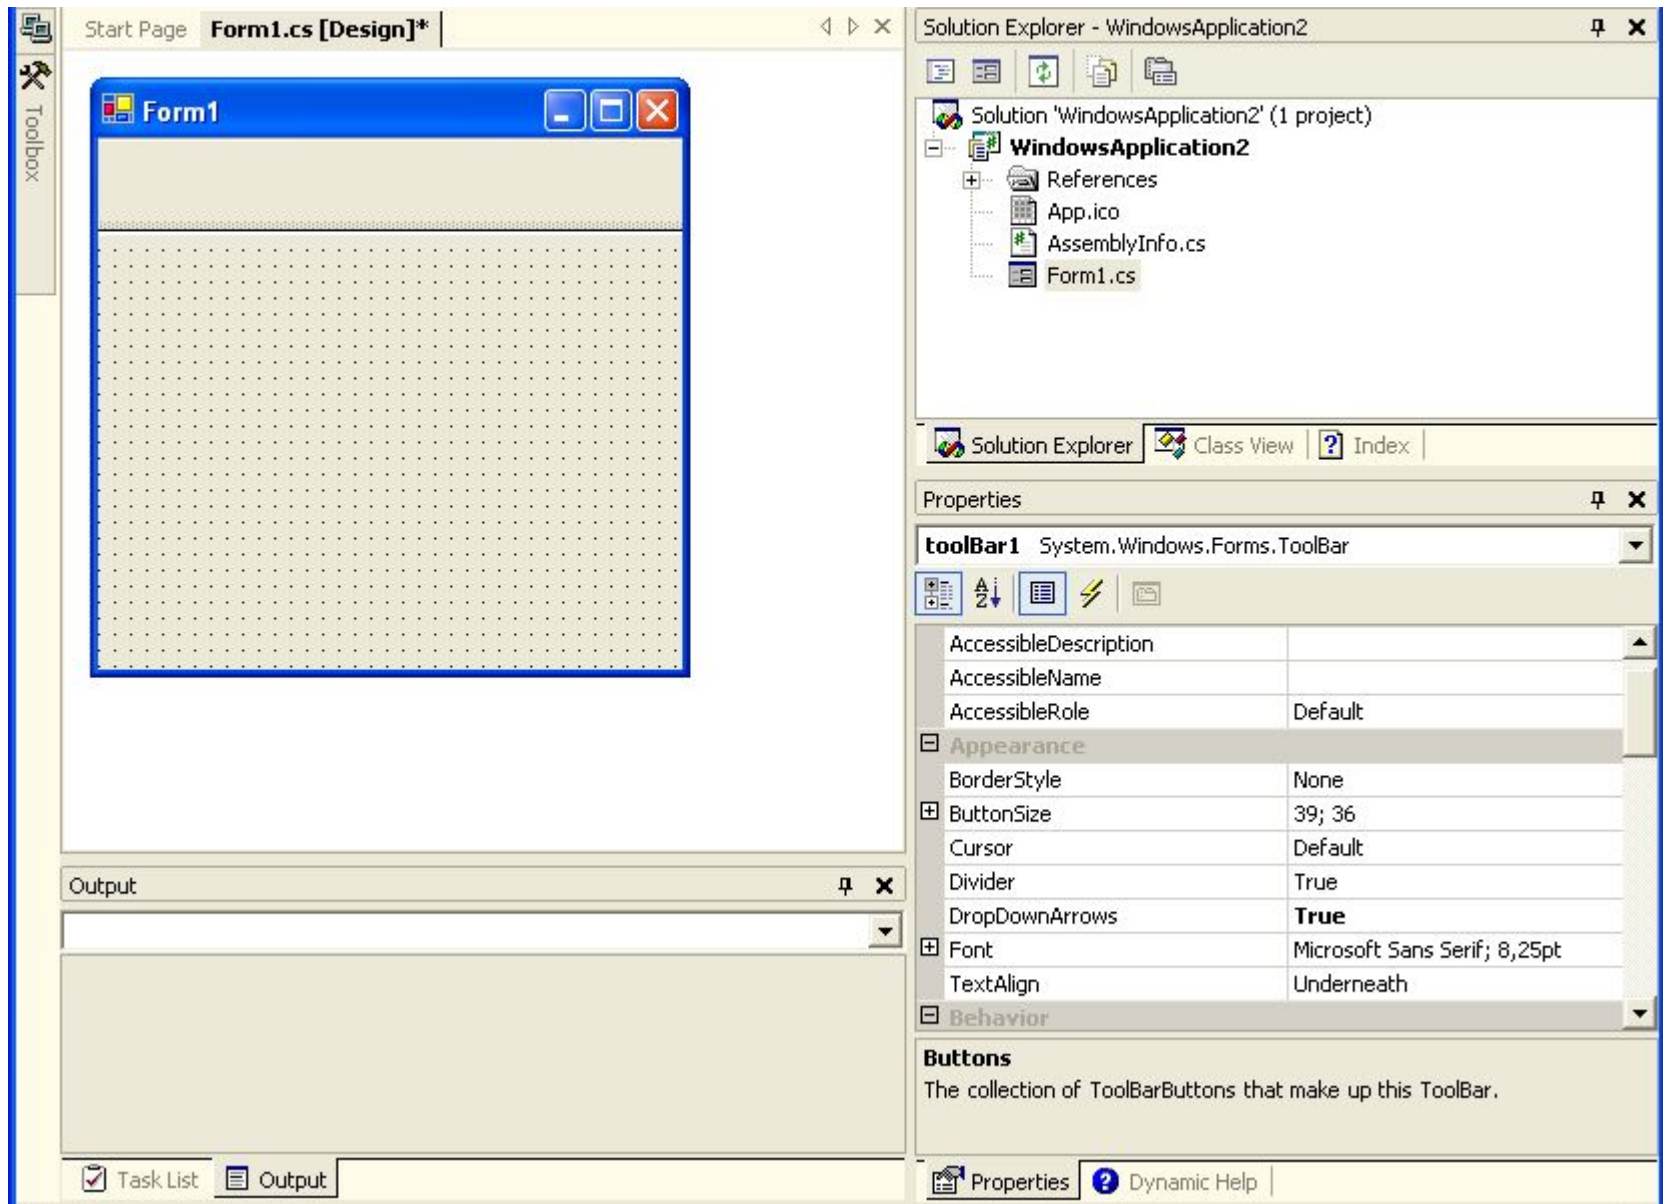 Start Page Form1.cs [Design]*
Toolbox
Form1
Output
Task List Output
Solution Explorer - WindowsApplication2
Solution 'WindowsApplication2' (1 project)
WindowsApplication2
References
App.ico
AssemblyInfo.cs
Form1.cs
Solution Explorer Class View Index
Properties
toolBar1 System.Windows.Forms.ToolBar
AccessibleDescription
AccessibleName
AccessibleRole Default
Appearance
BorderStyle None
ButtonSize 39; 36
Cursor Default
Divider True
DropDownArrows True
Font Microsoft Sans Serif; 8,25pt
TextAlign Underneath
Behavior
Buttons
The collection of ToolBarButtons that make up this ToolBar.
Properties Dynamic Help